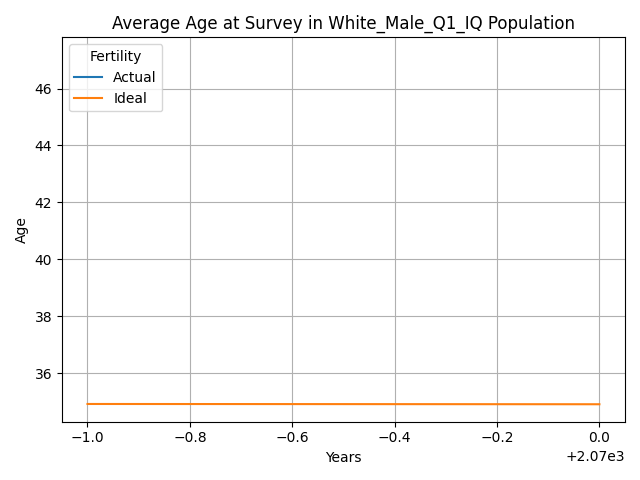 Average Age at Survey in White_Male_Q1_IQ Population
Fertility
Actual
Ideal
46
44
42
40
38
36
Age
−1.0
−0.8
−0.6
−0.4
−0.2
0.0
Years
+2.07e3